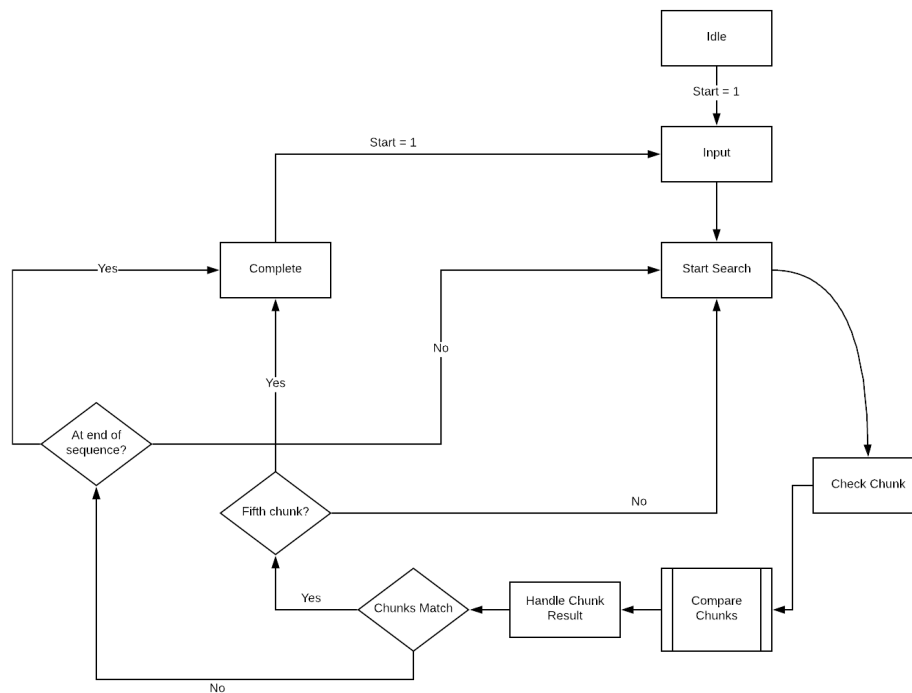 Idle
Start = 1
Start = 1
Input
Yes
Complete
Start Search
No
Yes
At end of
sequence?
Check Chunk
Fifth chunk?
No
Yes
Chunks Match
Handle Chunk
Result
Compare
Chunks
No